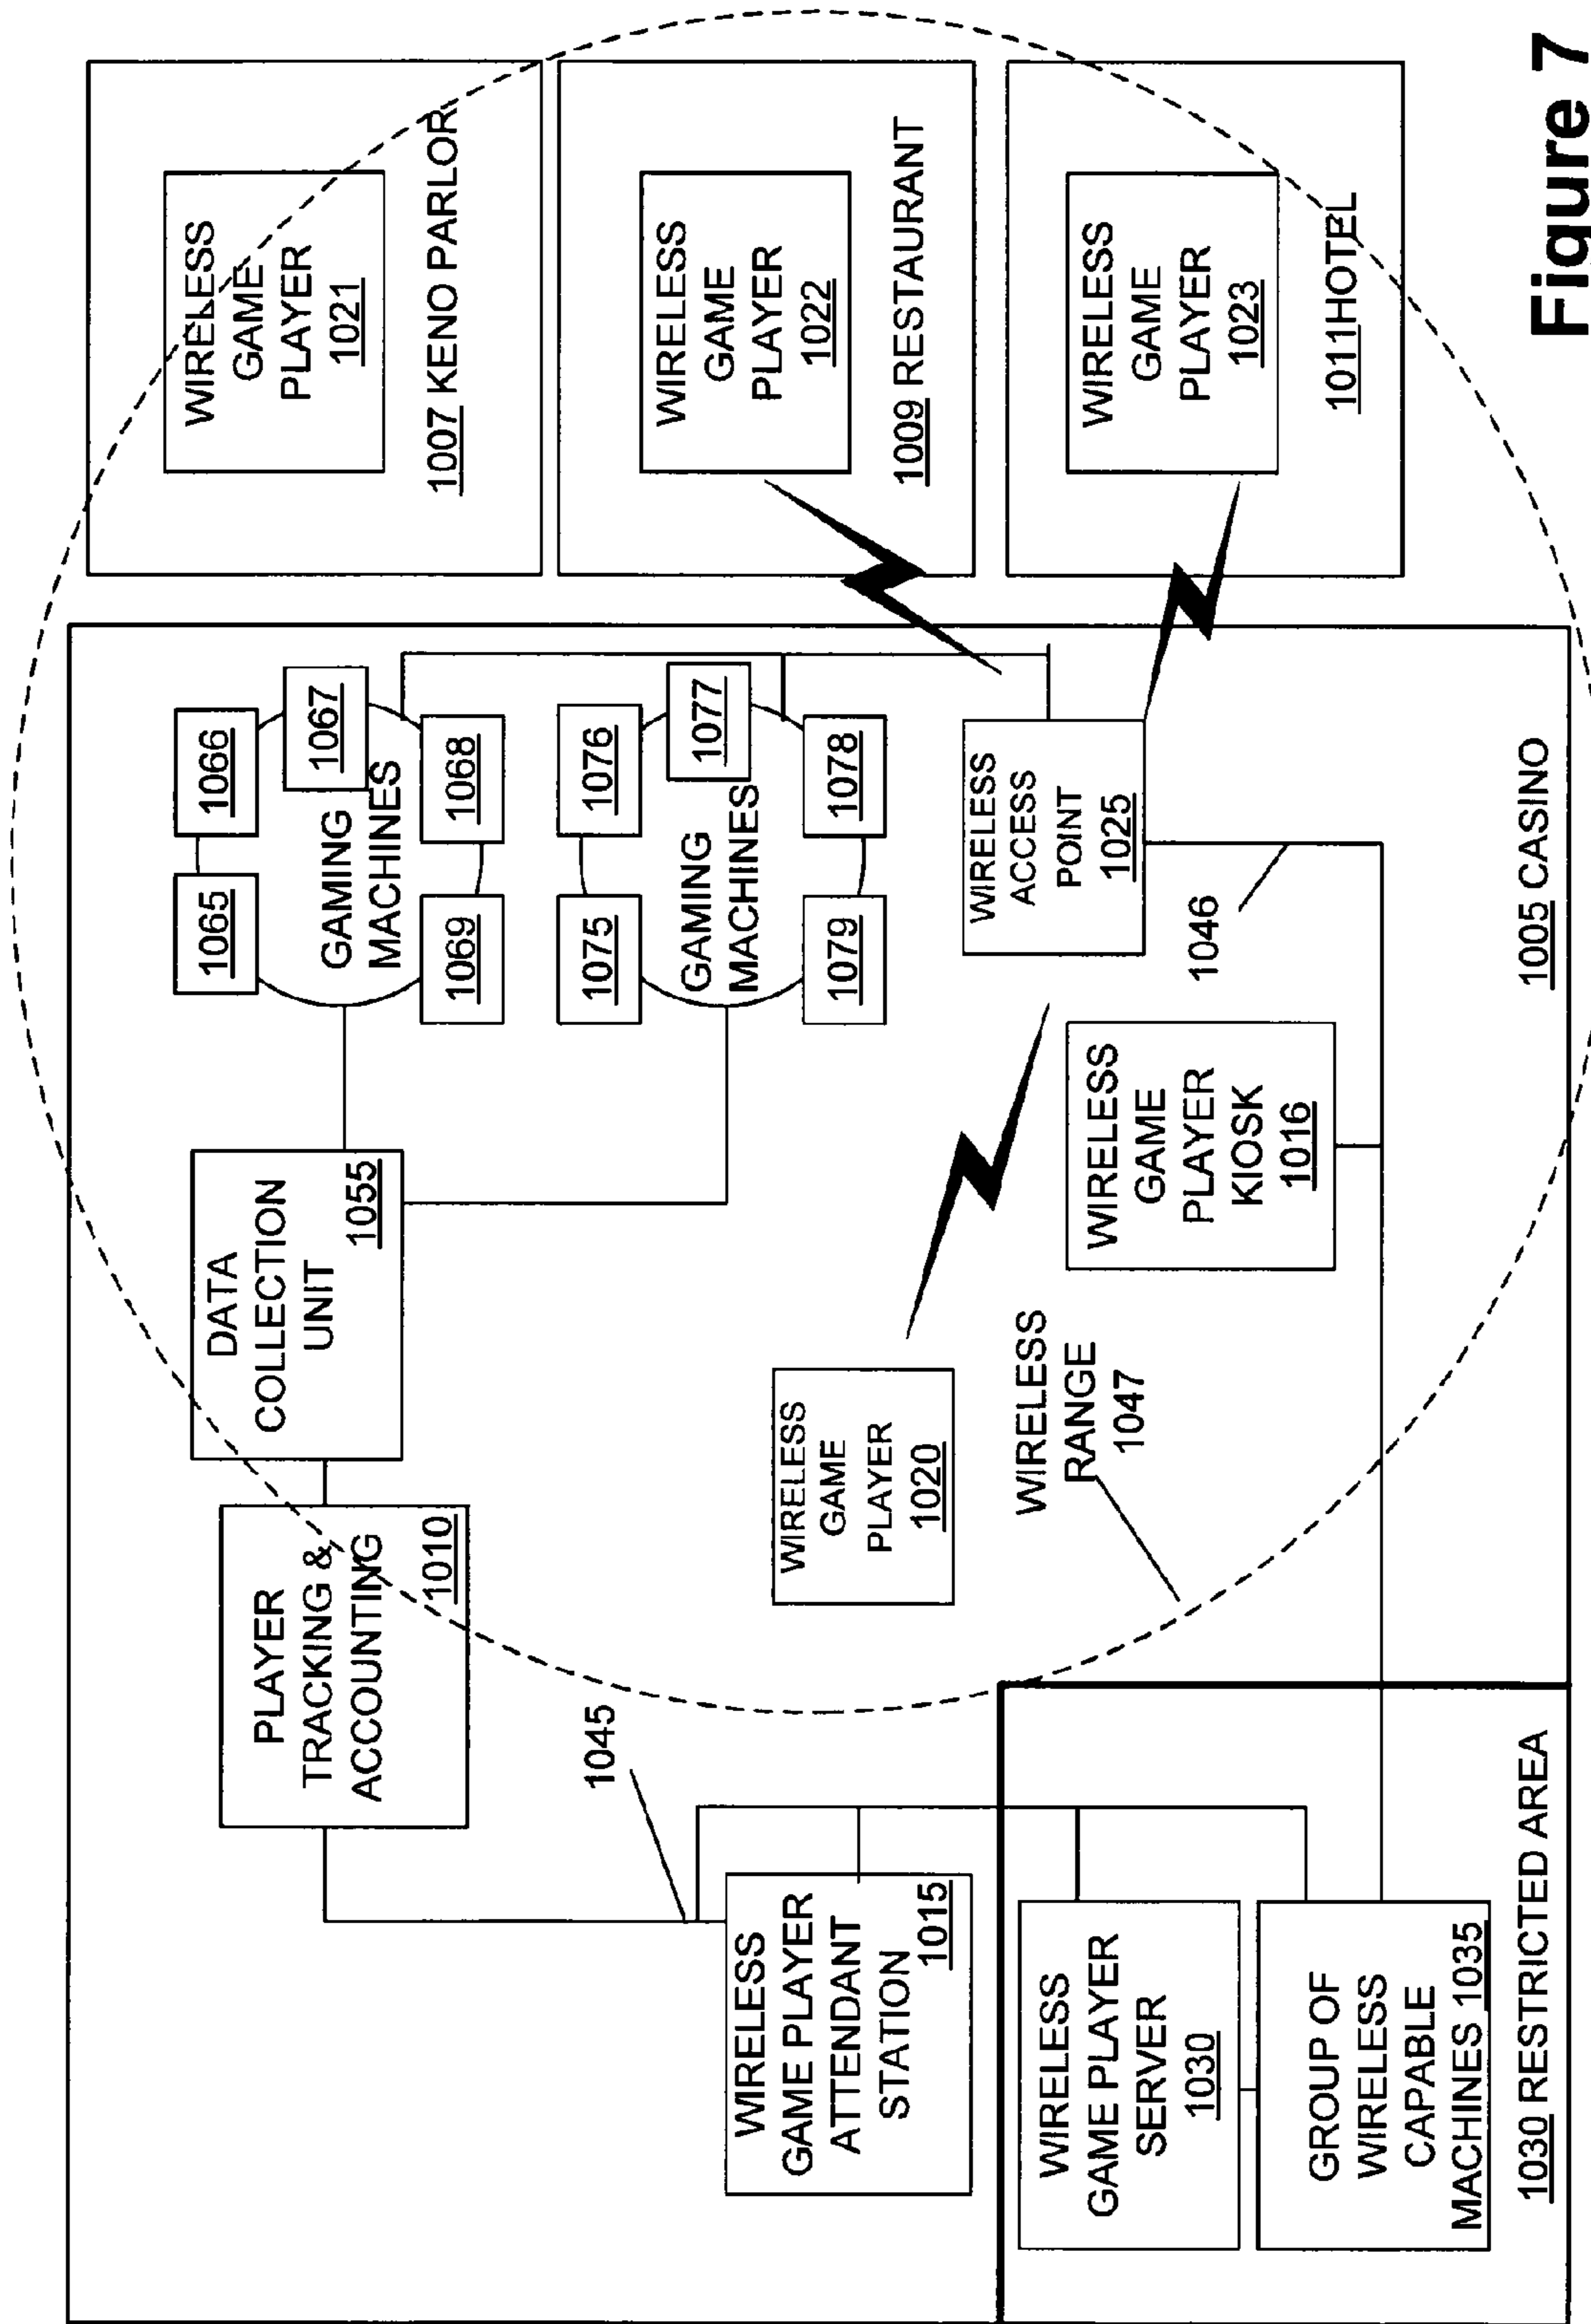 PLAYER
TRACKING &
ACCOUNTING
1010
DATA
COLLECTION
UNIT
1055
1065
1066
1067
GAMING
MACHINES
1069
1068
1075
1076
1077
GAMING
MACHINES
1079
1078
WIRELESS
GAME
PLAYER
1021
1007 KENO PARLOR
WIRELESS
GAME
PLAYER
1022
1009 RESTAURANT
WIRELESS
GAME
PLAYER
1023
1011HOTEL
1045
WIRELESS
GAME PLAYER
ATTENDANT
STATION
1015
WIRELESS
GAME
PLAYER
1020
WIRELESS
RANGE
1047
WIRELESS
ACCESS
POINT
1025
1046
WIRELESS
GAME
PLAYER
KIOSK
1016
WIRELESS
GAME PLAYER
SERVER
1030
GROUP OF
WIRELESS
CAPABLE
MACHINES 1035
1030 RESTRICTED AREA
1005 CASINO
Figure 7